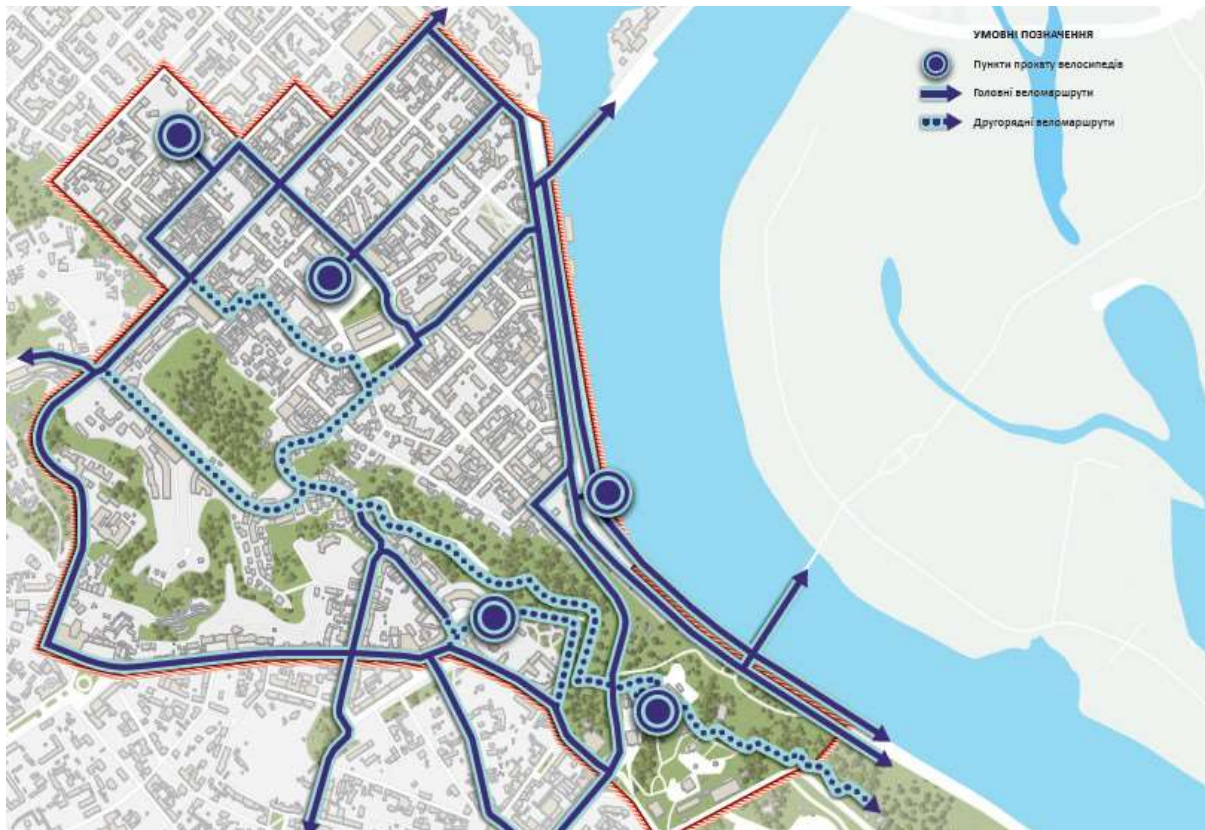 УМОВНІ ПОЗНАЧЕННЯ
Пункти прокату велосипедів
Головні веломаршрути
Другорядні веломаршрути